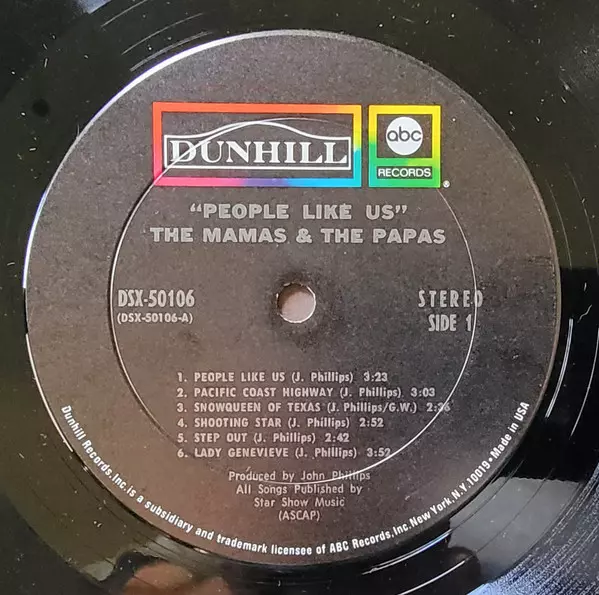 DUNHILL
abc
RECORDS
®
"PEOPLE LIKE US"
THE MAMAS & THE PAPAS
DSX-50106
(DSX-50106-A)
STEREO
SIDE 1
1. PEOPLE LIKE US (J. Phillips) 3:23
2. PACIFIC COAST HIGHWAY (J. Phillips) 3:03
3. SNOWQUEEN OF TEXAS (J. Phillips/G.W.) 2:36
4. SHOOTING STAR (J. Phillips) 2:52
5. STEP OUT (J. Phillips) 2:42
6. LADY GENEVIEVE (J. Phillips) 3:52
Produced by John Phillips
All Songs Published by
Star Show Music
(ASCAP)
Dunhill Records, Inc. is a subsidiary and trademark licensee of ABC Records, Inc. New York, N.Y. 10019 • Made in USA